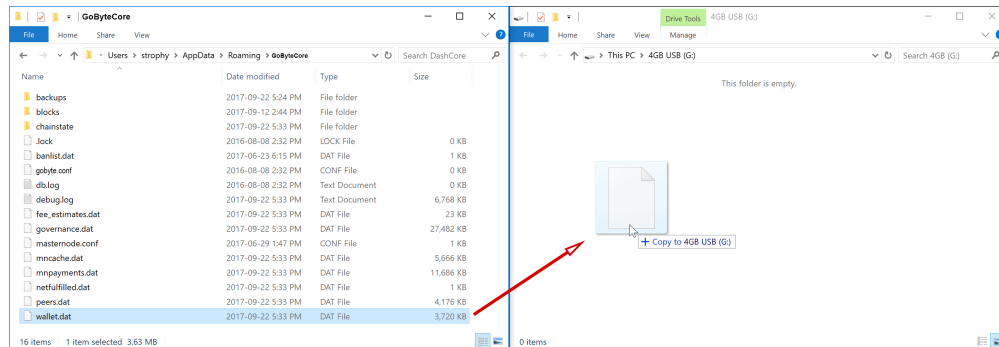 GoByteCore
File Home Share View
Users > strophy > AppData > Roaming > GoByteCore
Search DashCore
Name Date modified Type Size
backups 2017-09-22 5:24 PM File folder
blocks 2017-09-12 2:44 PM File folder
chainstate 2017-09-22 5:33 PM File folder
.lock 2016-08-08 2:32 PM LOCK File 0 KB
banlist.dat 2017-06-23 6:15 PM DAT File 1 KB
gobyte.conf 2016-08-08 2:32 PM CONF File 0 KB
db.log 2016-08-08 2:32 PM Text Document 0 KB
debug.log 2017-09-22 5:33 PM Text Document 6,768 KB
fee_estimates.dat 2017-09-22 5:33 PM DAT File 23 KB
governance.dat 2017-09-22 5:33 PM DAT File 27,482 KB
masternode.conf 2017-06-29 1:47 PM CONF File 1 KB
mncache.dat 2017-09-22 5:33 PM DAT File 5,666 KB
mnpayments.dat 2017-09-22 5:33 PM DAT File 11,686 KB
netfulfilled.dat 2017-09-22 5:33 PM DAT File 1 KB
peers.dat 2017-09-22 5:33 PM DAT File 4,176 KB
wallet.dat 2017-09-22 5:33 PM DAT File 3,720 KB
16 items 1 item selected 3.63 MB
Drive Tools 4GB USB (G:)
File Home Share View Manage
This PC > 4GB USB (G:)
Search 4GB (G:)
This folder is empty.
+ Copy to 4GB USB (G:)
0 items